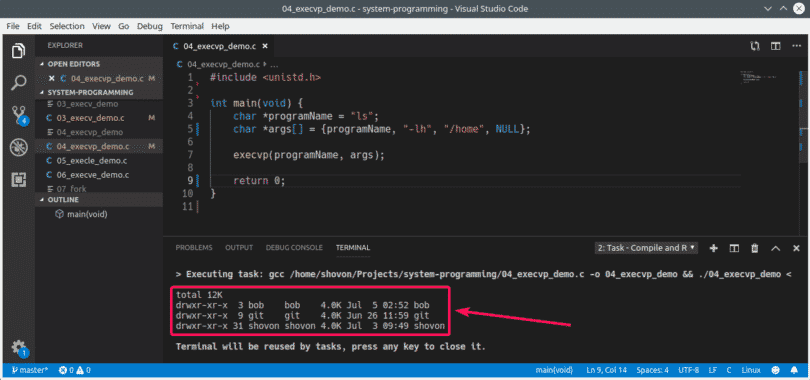 04_execvp_demo.c - system-programming - Visual Studio Code
File Edit Selection View Go Debug Terminal Help
EXPLORER
OPEN EDITORS
04_execvp_demo.c M
SYSTEM-PROGRAMMING
03_execv_demo
03_execv_demo.c M
04_execvp_demo
04_execvp_demo.c M
05_execle_demo.c
06_execve_demo.c
07_fork
OUTLINE
main(void)
4
1
C 04_execvp_demo.c ×
C 04_execvp_demo.c › ...
1 #include <unistd.h>
2
3 int main(void) {
4 char *programName = "ls";
5 char *args[] = {programName, "-lh", "/home", NULL};
6
7 execvp(programName, args);
8
9 return 0;
10 }
11
PROBLEMS OUTPUT DEBUG CONSOLE TERMINAL 2: Task - Compile and R
> Executing task: gcc /home/shovon/Projects/system-programming/04_execvp_demo.c -o 04_execvp_demo && ./04_execvp_demo <
total 12K
drwxr-xr-x 3 bob bob 4.0K Jul 5 02:52 bob
drwxr-xr-x 9 git git 4.0K Jun 26 11:59 git
drwxr-xr-x 31 shovon shovon 4.0K Jul 3 09:49 shovon
Terminal will be reused by tasks, press any key to close it.
master* 0 0 main(void) Ln 9, Col 14 Spaces: 4 UTF-8 LF C Linux